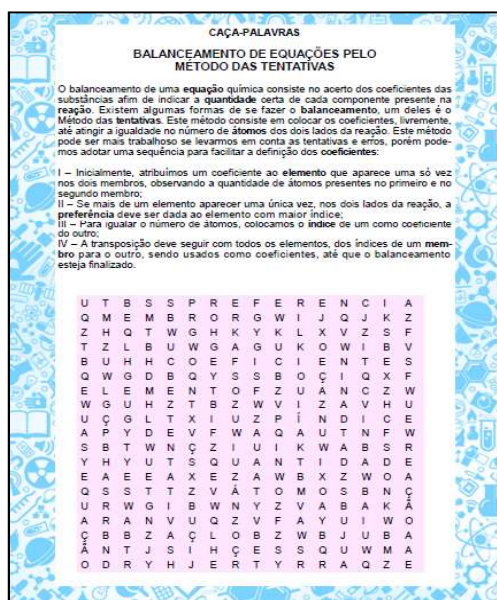 CAÇA-PALAVRAS
BALANCEAMENTO DE EQUAÇÕES PELO
MÉTODO DAS TENTATIVAS
O balanceamento de uma equação química consiste no acerto dos coeficientes das
substâncias afim de indicar a quantidade certa de cada componente presente na
reação. Existem algumas formas de se fazer o balanceamento, um deles é o
Método das tentativas. Este método consiste em colocar os coeficientes, livremente,
até atingir a igualdade no número de átomos dos dois lados da reação. Este método
pode ser mais trabalhoso se levarmos em conta as tentativas e erros, porém pode-
mos adotar uma sequência para facilitar a definição dos coeficientes:
I – Inicialmente, atribuímos um coeficiente ao elemento que aparece uma só vez
nos dois membros, observando a quantidade de átomos presentes no primeiro e no
segundo membro;
II – Se mais de um elemento aparecer uma única vez, nos dois lados da reação, a
preferência deve ser dada ao elemento com maior índice;
III – Para igualar o número de átomos, colocamos o índice de um como coeficiente
do outro;
IV – A transposição deve seguir com todos os elementos, dos índices de um mem-
bro para o outro, sendo usados como coeficientes, até que o balanceamento
esteja finalizado.
U T B S S P R E F E R E N C I A
Q M E M B R O R G W I J Q J K Z
Z H Q T W G H K Y K L X V Z S F
T Z L B U W G A G U K O W I B V
B U H H C O E F I C I E N T E S
Q W G D B Q Y S S B O Ç I Q X F
E L E M E N T O F Z U A N C Z W
W G U H Z T B Z W V I Z A V H U
U Ç G L T X I U Z P Í N D I C E
A P Y D E V F W A Q A U T N F W
S B T W N Ç Z I U I K W A B S R
Y H Y U T S Q U A N T I D A D E
E A E E A X E Z A W B X Z W O A
Q S S T T Z V Á T O M O S B N Ç
U R W G I B W N Y Z V A B A K Ã
A R A N V U Q Z V F A Y U I W O
Ç B B Z A Ç L O B Z W B J U B A
Ã N T J S I H Ç E S S Q U W M A
O D R Y H J E R T Y R R A Q Z E